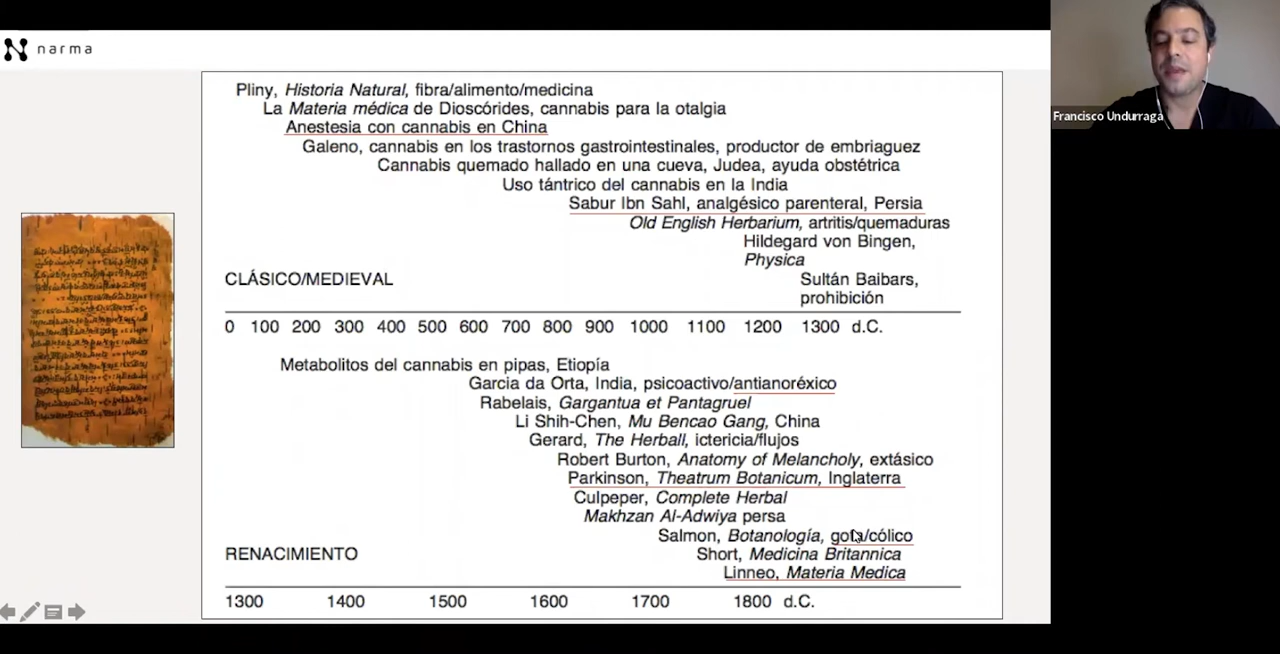 narma
Francisco Undurraga
Pliny, Historia Natural, fibra/alimento/medicina
La Materia médica de Dioscórides, cannabis para la otalgia
Anestesia con cannabis en China
Galeno, cannabis en los trastornos gastrointestinales, productor de embriaguez
Cannabis quemado hallado en una cueva, Judea, ayuda obstétrica
Uso tántrico del cannabis en la India
Sabur Ibn Sahl, analgésico parenteral, Persia
Old English Herbarium, artritis/quemaduras
Hildegard von Bingen,
Physica
CLÁSICO/MEDIEVAL
Sultán Baibars,
prohibición
0 100 200 300 400 500 600 700 800 900 1000 1100 1200 1300 d.C.
Metabolitos del cannabis en pipas, Etiopía
Garcia da Orta, India, psicoactivo/antianoréxico
Rabelais, Gargantua et Pantagruel
Li Shih-Chen, Mu Bencao Gang, China
Gerard, The Herball, ictericia/flujos
Robert Burton, Anatomy of Melancholy, extásico
Parkinson, Theatrum Botanicum, Inglaterra
Culpeper, Complete Herbal
Makhzan Al-Adwiya persa
Salmon, Botanología, gota/cólico
RENACIMIENTO
Short, Medicina Britannica
Linneo, Materia Medica
1300 1400 1500 1600 1700 1800 d.C.